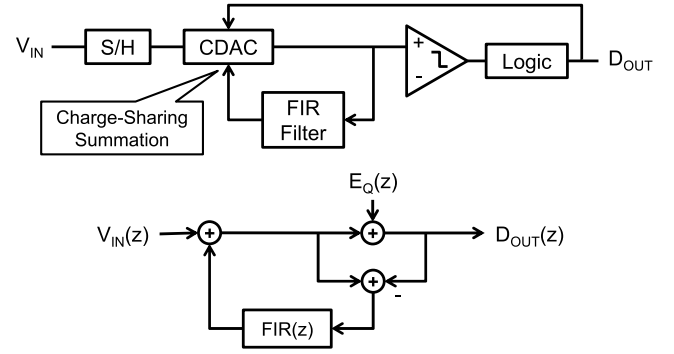 V_IN S/H CDAC + - Logic D_OUT
FIR
Filter
Charge-Sharing
Summation
E_Q(z)
V_IN(z) + + D_OUT(z)
+ -
FIR(z)